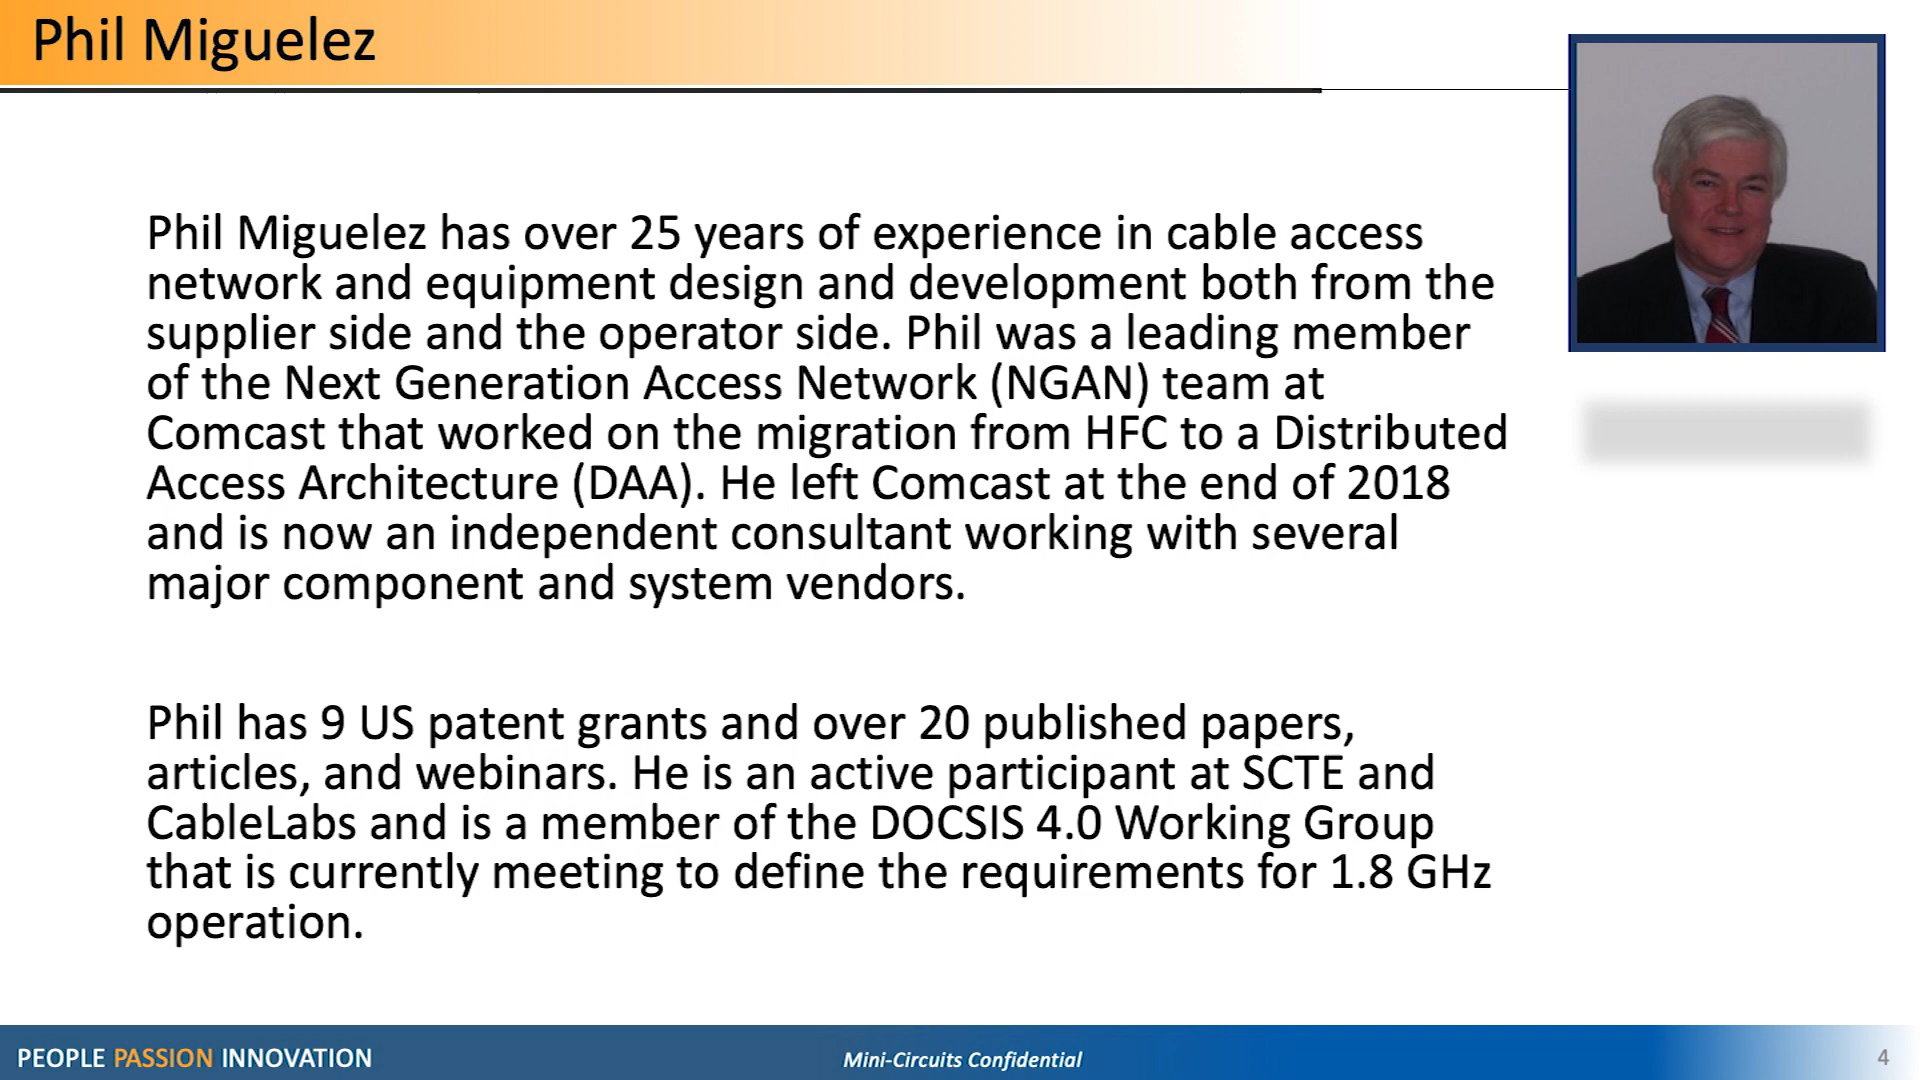 Phil Miguelez
Phil Miguelez has over 25 years of experience in cable access
network and equipment design and development both from the
supplier side and the operator side. Phil was a leading member
of the Next Generation Access Network (NGAN) team at
Comcast that worked on the migration from HFC to a Distributed
Access Architecture (DAA). He left Comcast at the end of 2018
and is now an independent consultant working with several
major component and system vendors.
Phil has 9 US patent grants and over 20 published papers,
articles, and webinars. He is an active participant at SCTE and
CableLabs and is a member of the DOCSIS 4.0 Working Group
that is currently meeting to define the requirements for 1.8 GHz
operation.
PEOPLE PASSION INNOVATION
Mini-Circuits Confidential
4